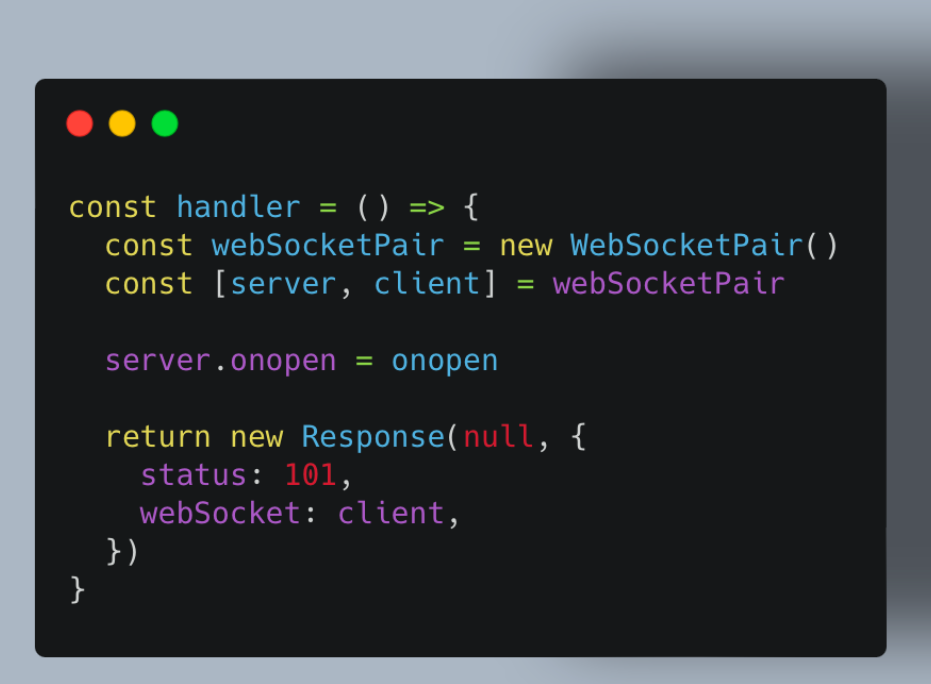 const handler = () => {
  const webSocketPair = new WebSocketPair()
  const [server, client] = webSocketPair

  server.onopen = onopen

  return new Response(null, {
    status: 101,
    webSocket: client,
  })
}